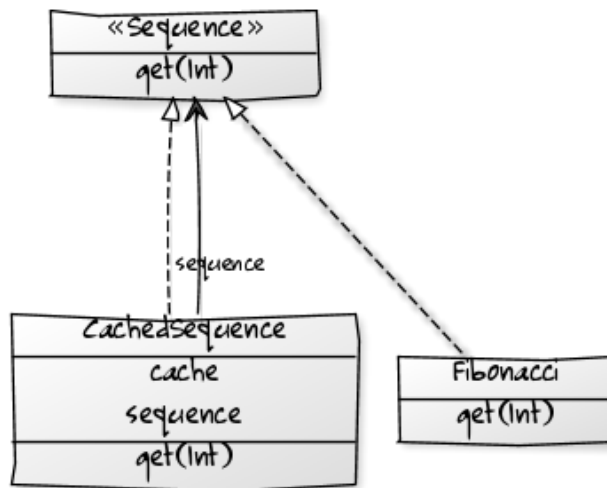 «Sequence»
get(Int)
sequence
CachedSequence
cache
sequence
get(Int)
Fibonacci
get(Int)